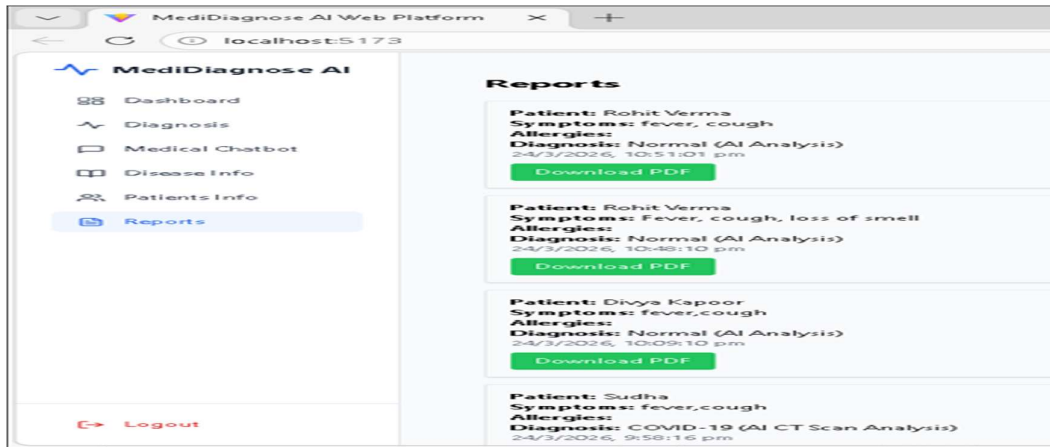 MediDiagnose AI Web Platform
localhost:5173
MediDiagnose AI
Dashboard
Diagnosis
Medical Chatbot
Disease Info
Patients Info
Reports
Logout
Reports
Patient: Rohit Verma
Symptoms: fever, cough
Allergies:
Diagnosis: Normal (AI Analysis)
24/3/2026, 10:51:01 pm
Download PDF
Patient: Rohit Verma
Symptoms: Fever, cough, loss of smell
Allergies:
Diagnosis: Normal (AI Analysis)
24/3/2026, 10:48:10 pm
Download PDF
Patient: Divya Kapoor
Symptoms: fever,cough
Allergies:
Diagnosis: Normal (AI Analysis)
24/3/2026, 10:09:10 pm
Download PDF
Patient: Sudha
Symptoms: fever,cough
Allergies:
Diagnosis: COVID-19 (AI CT Scan Analysis)
24/3/2026, 9:58:16 pm